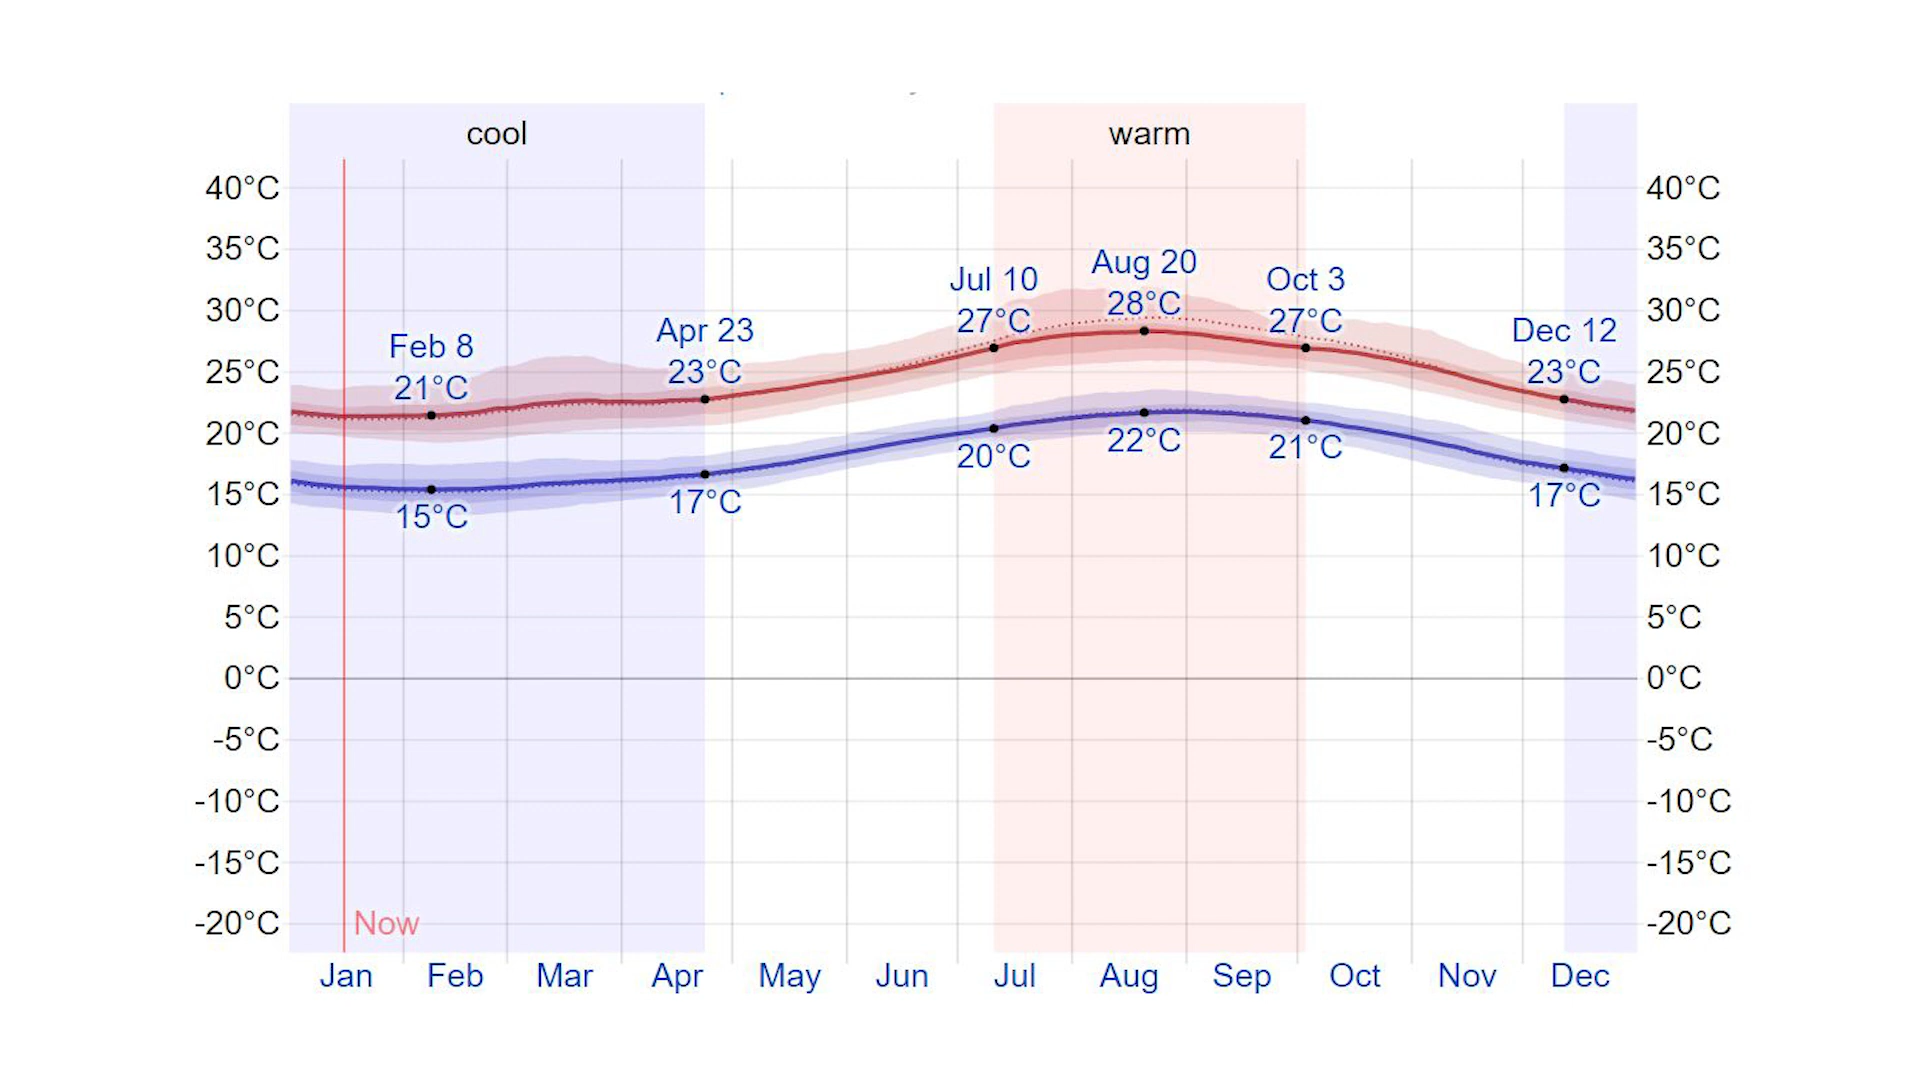 cool
warm
40°C
40°C
35°C
35°C
30°C
30°C
25°C
25°C
20°C
20°C
15°C
15°C
10°C
10°C
5°C
5°C
0°C
0°C
-5°C
-5°C
-10°C
-10°C
-15°C
-15°C
-20°C
-20°C
Feb 8
21°C
15°C
Apr 23
23°C
17°C
Jul 10
27°C
20°C
Aug 20
28°C
22°C
Oct 3
27°C
21°C
Dec 12
23°C
17°C
Now
Jan
Feb
Mar
Apr
May
Jun
Jul
Aug
Sep
Oct
Nov
Dec